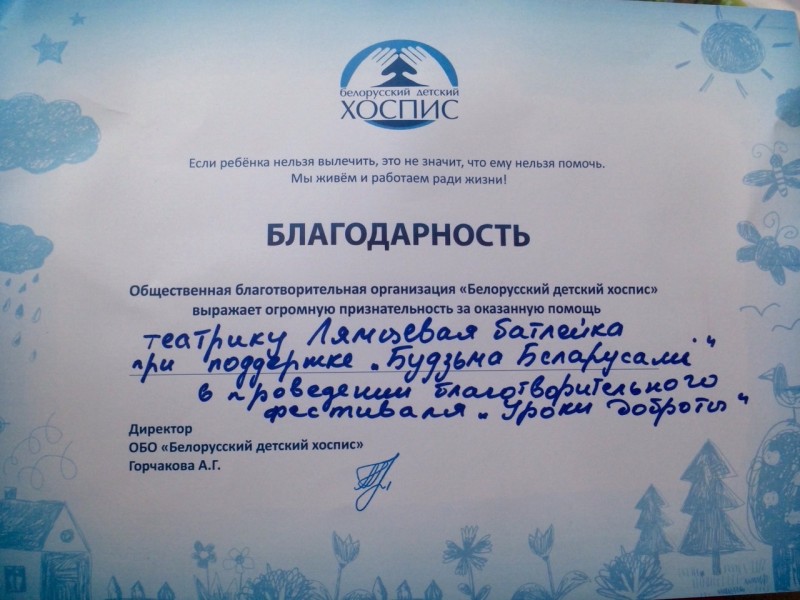 белорусский детский
ХОСПИС
Если ребёнка нельзя вылечить, это не значит, что ему нельзя помочь.
Мы живём и работаем ради жизни!
БЛАГОДАРНОСТЬ
Общественная благотворительная организация «Белорусский детский хоспис»
выражает огромную признательность за оказанную помощь
театрику Лямцевая батлейка
при поддержке „Будзьма Беларусамі"
в проведении благотворительного
фестиваля „Уроки доброты"
Директор
ОБО «Белорусский детский хоспис»
Горчакова А.Г.